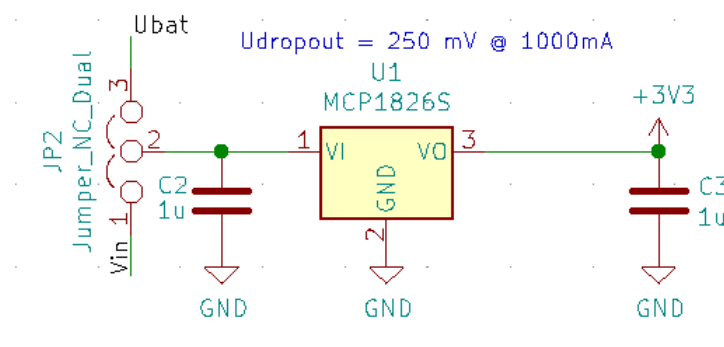 Ubat
Udropout = 250 mV @ 1000mA
U1
MCP1826S
+3V3
JP2
Jumper_NC_Dual
3
2
1
Vin
C2
1u
1
VI
VO
3
GND
2
C3
1u
GND
GND
GND